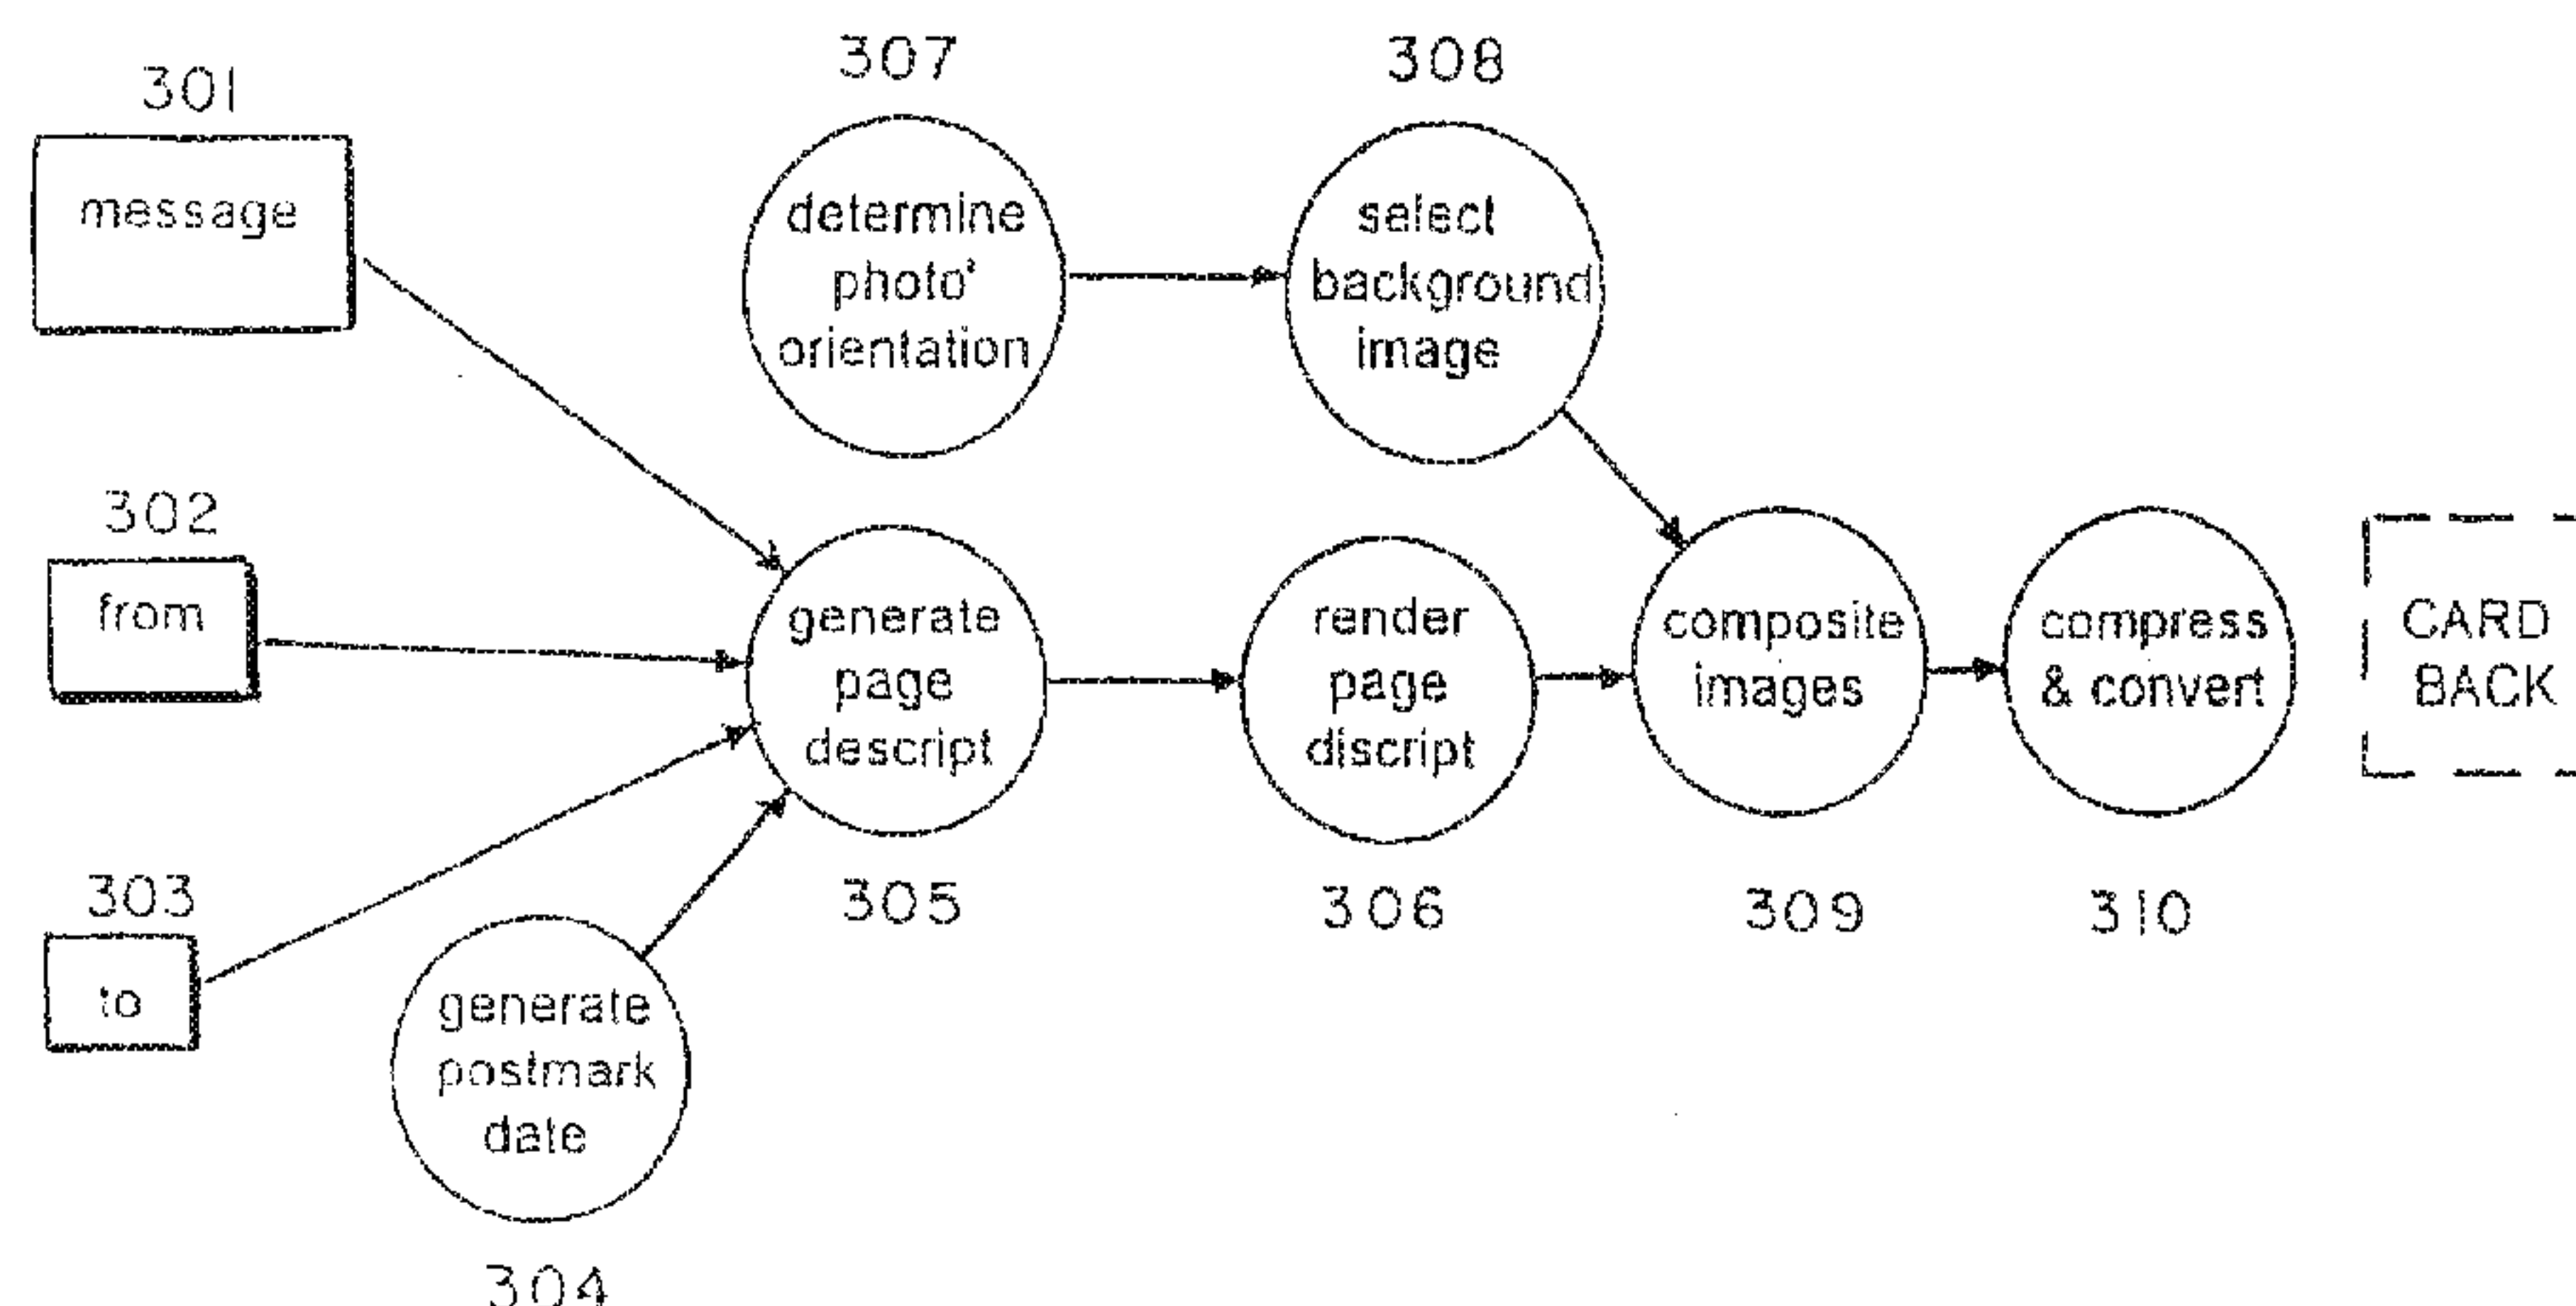 301
message
307
determine
photo'
orientation
308
select
background
image
302
from
generate
page
descript
305
render
page
discript
306
composite
images
309
compress
& convert
310
CARD
BACK
303
to
generate
postmark
date
304